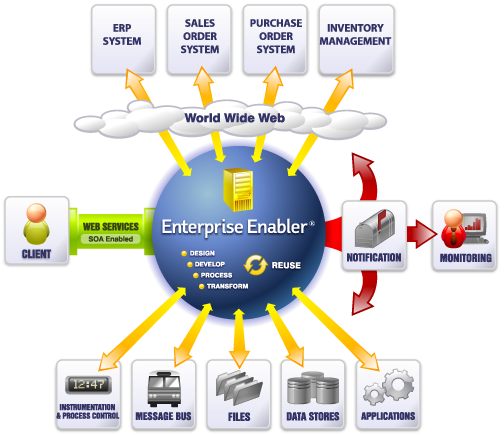 ERP
SYSTEM
SALES
ORDER
SYSTEM
PURCHASE
ORDER
SYSTEM
INVENTORY
MANAGEMENT
World Wide Web
Enterprise Enabler®
DESIGN
DEVELOP
PROCESS
TRANSFORM
REUSE
WEB SERVICES
SOA Enabled
CLIENT
NOTIFICATION
MONITORING
12:47
INSTRUMENTATION
& PROCESS CONTROL
MESSAGE BUS
FILES
DATA STORES
APPLICATIONS